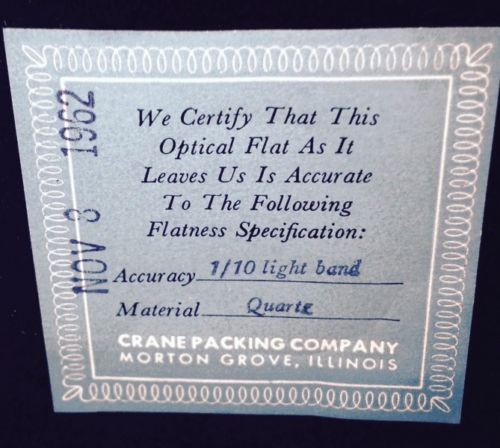 NOV 8 1962
We Certify That This
Optical Flat As It
Leaves Us Is Accurate
To The Following
Flatness Specification:
Accuracy 1/10 light band
Material Quartz
CRANE PACKING COMPANY
MORTON GROVE, ILLINOIS